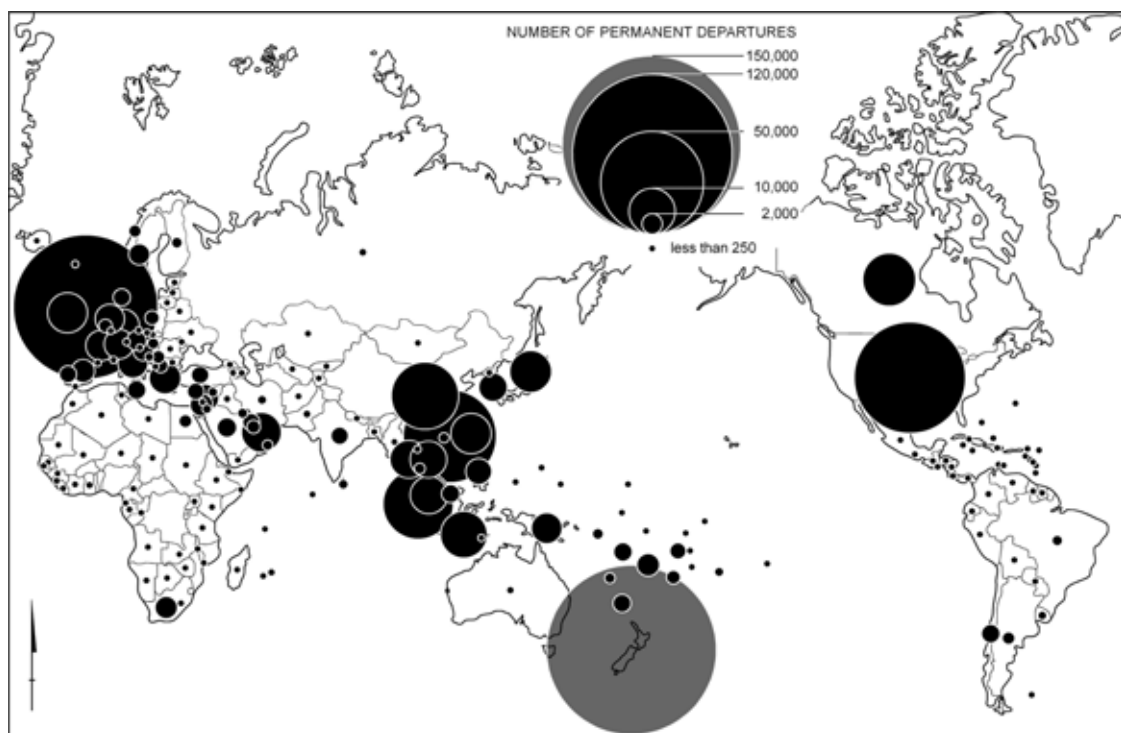 NUMBER OF PERMANENT DEPARTURES
150,000
120,000
50,000
10,000
2,000
less than 250